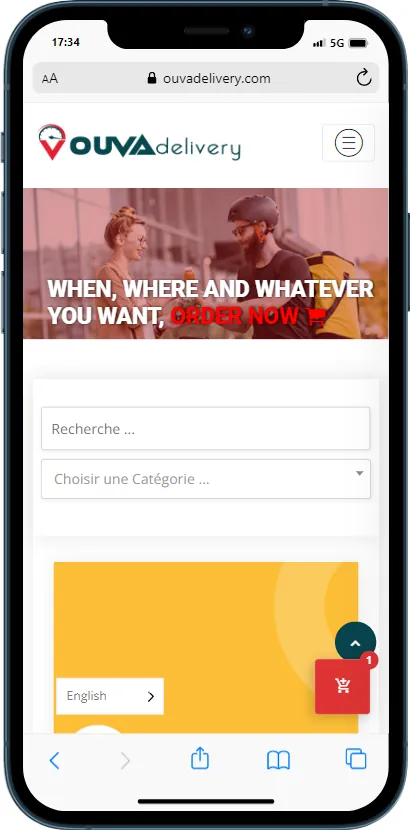 17:34
5G
AA
ouvadelivery.com
OUVAdelivery
WHEN, WHERE AND WHATEVER
YOU WANT, ORDER NOW
Recherche ...
Choisir une Catégorie ...
1
English